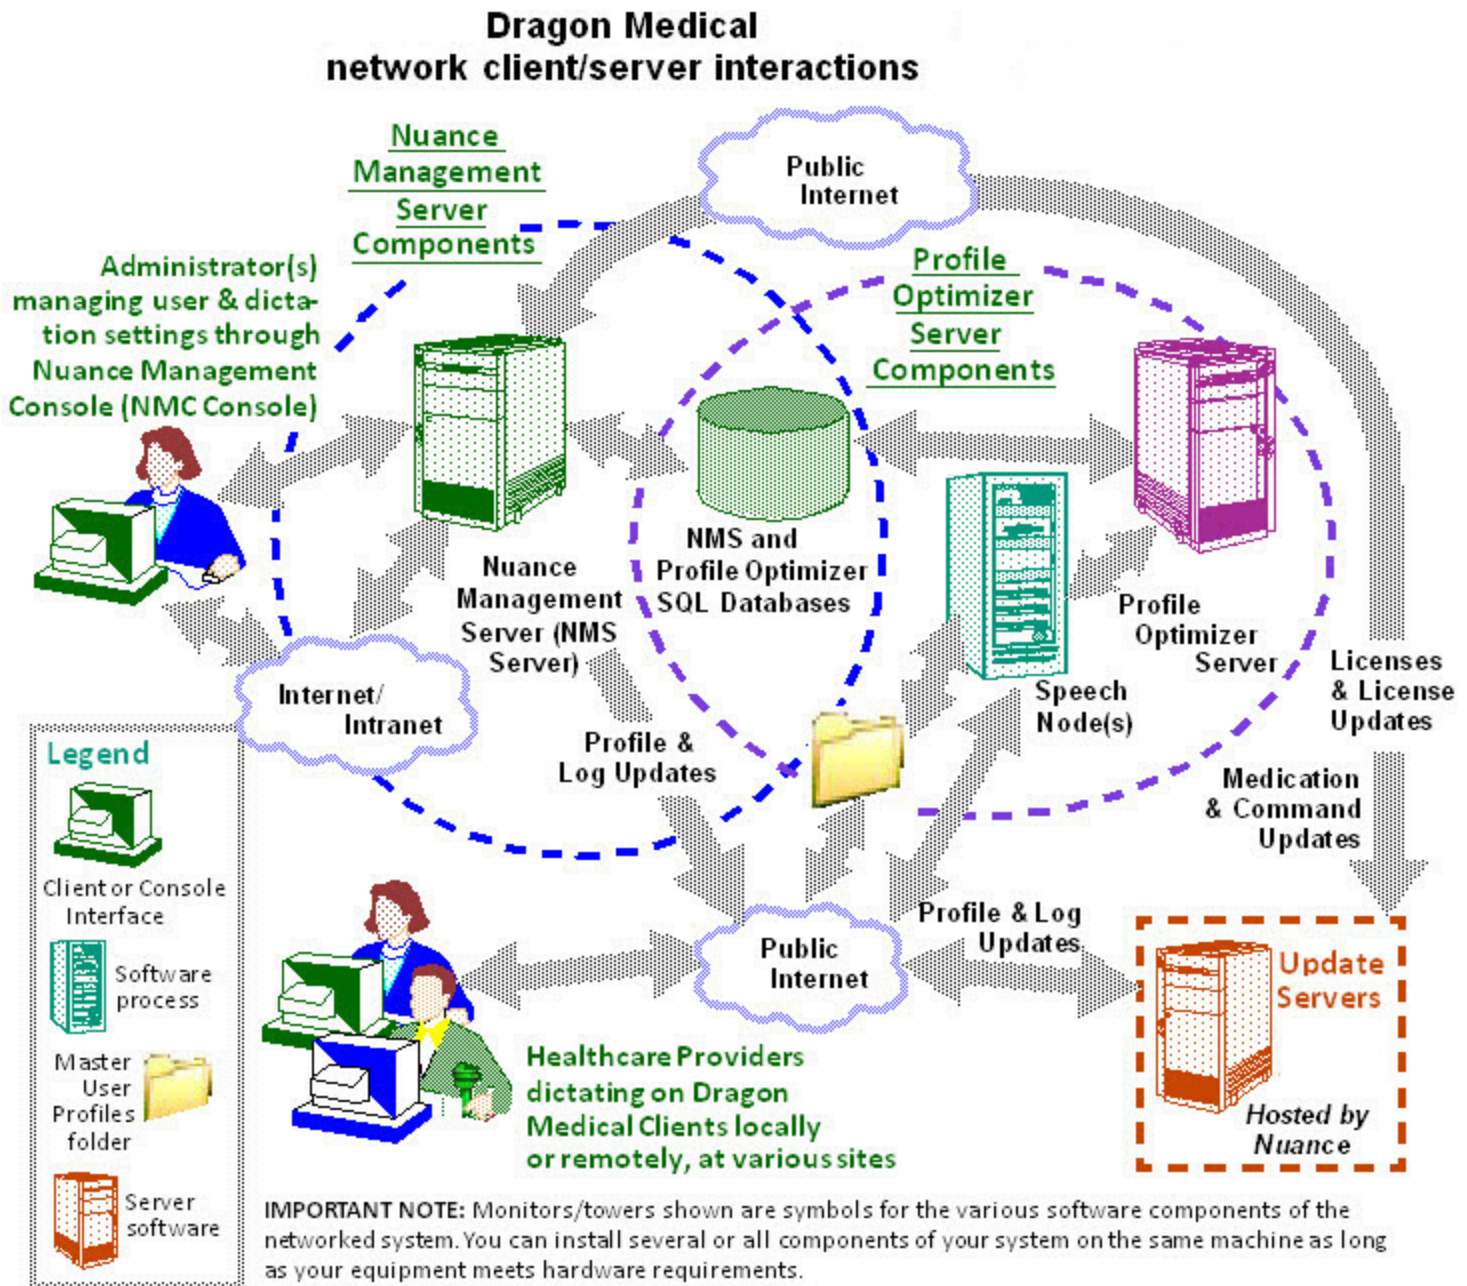 Dragon Medical
network client/server interactions
Nuance
Management
Server
Components
Public
Internet
Administrator(s)
managing user & dicta-
tion settings through
Nuance Management
Console (NMC Console)
Profile
Optimizer
Server
Components
Nuance
Management
Server (NMS
Server)
NMS and
Profile Optimizer
SQL Databases
Profile
Optimizer
Server
Speech
Node(s)
Licenses
& License
Updates
Internet/
Intranet
Profile &
Log Updates
Medication
& Command
Updates
Legend
Client or Console
Interface
Software
process
Master
User
Profiles
folder
Server
software
Public
Internet
Profile & Log
Updates
Update
Servers
Hosted by
Nuance
Healthcare Providers
dictating on Dragon
Medical Clients locally
or remotely, at various sites
IMPORTANT NOTE: Monitors/towers shown are symbols for the various software components of the
networked system. You can install several or all components of your system on the same machine as long
as your equipment meets hardware requirements.